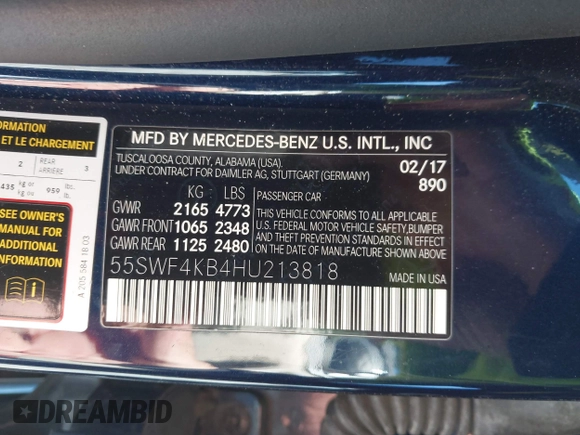 FORMATION
ET LE CHARGEMENT
2 REAR ARRIÈRE 3
435 kg or kg ou 959 lbs. lb.
SEE OWNER'S
MANUAL FOR
ADDITIONAL
INFORMATION
A 205 584 18 03
MFD BY MERCEDES-BENZ U.S. INTL., INC
TUSCALOOSA COUNTY, ALABAMA (USA).
UNDER CONTRACT FOR DAIMLER AG, STUTTGART (GERMANY)
02/17
890
KG LBS
GVWR 2165 4773
GAWR FRONT 1065 2348
GAWR REAR 1125 2480
PASSENGER CAR
THIS VEHICLE CONFORMS TO ALL APPLICABLE
U.S. FEDERAL MOTOR VEHICLE SAFETY,BUMPER
AND THEFT PREVENTION STANDARDS IN EFFECT ON
THE DATE OF MANUFACTURE SHOWN ABOVE
55SWF4KB4HU213818
MADE IN USA
DREAMBID